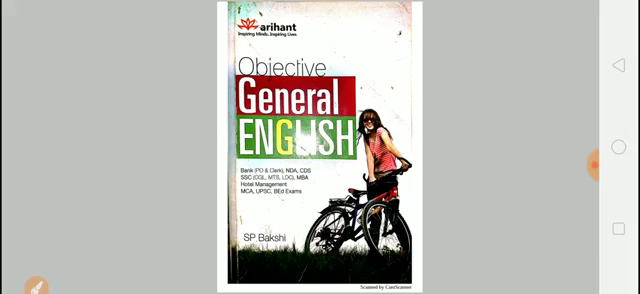 arihant
Inspiring Minds, Inspiring Lives
Objective
General
ENGLISH
Bank (PO & Clerk), NDA, CDS
SSC (CGL, MTS, LDC), MBA
Hotel Management
MCA, UPSC, BEd Exams
SP Bakshi
Scanned by CamScanner